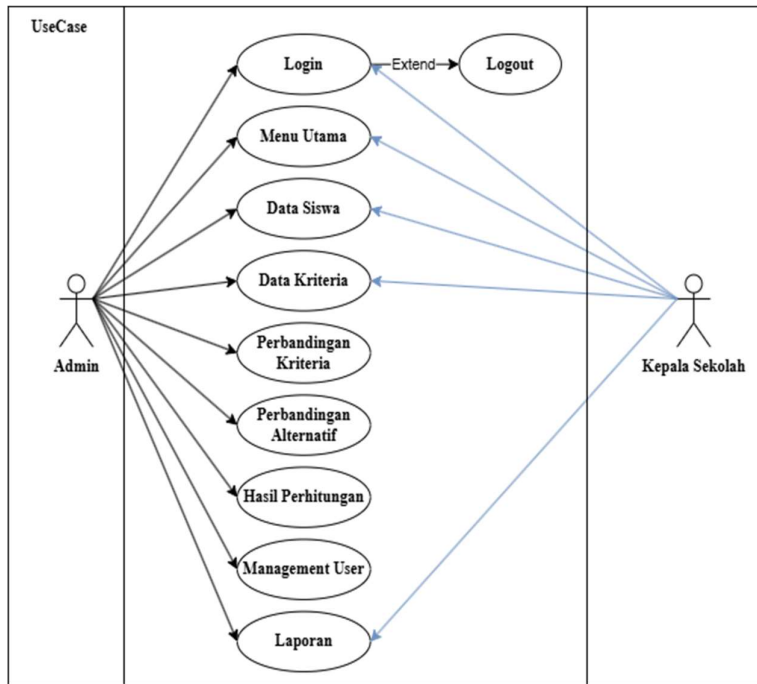 UseCase
Login
Extend
Logout
Menu Utama
Data Siswa
Data Kriteria
Admin
Perbandingan
Kriteria
Kepala Sekolah
Perbandingan
Alternatif
Hasil Perhitungan
Management User
Laporan